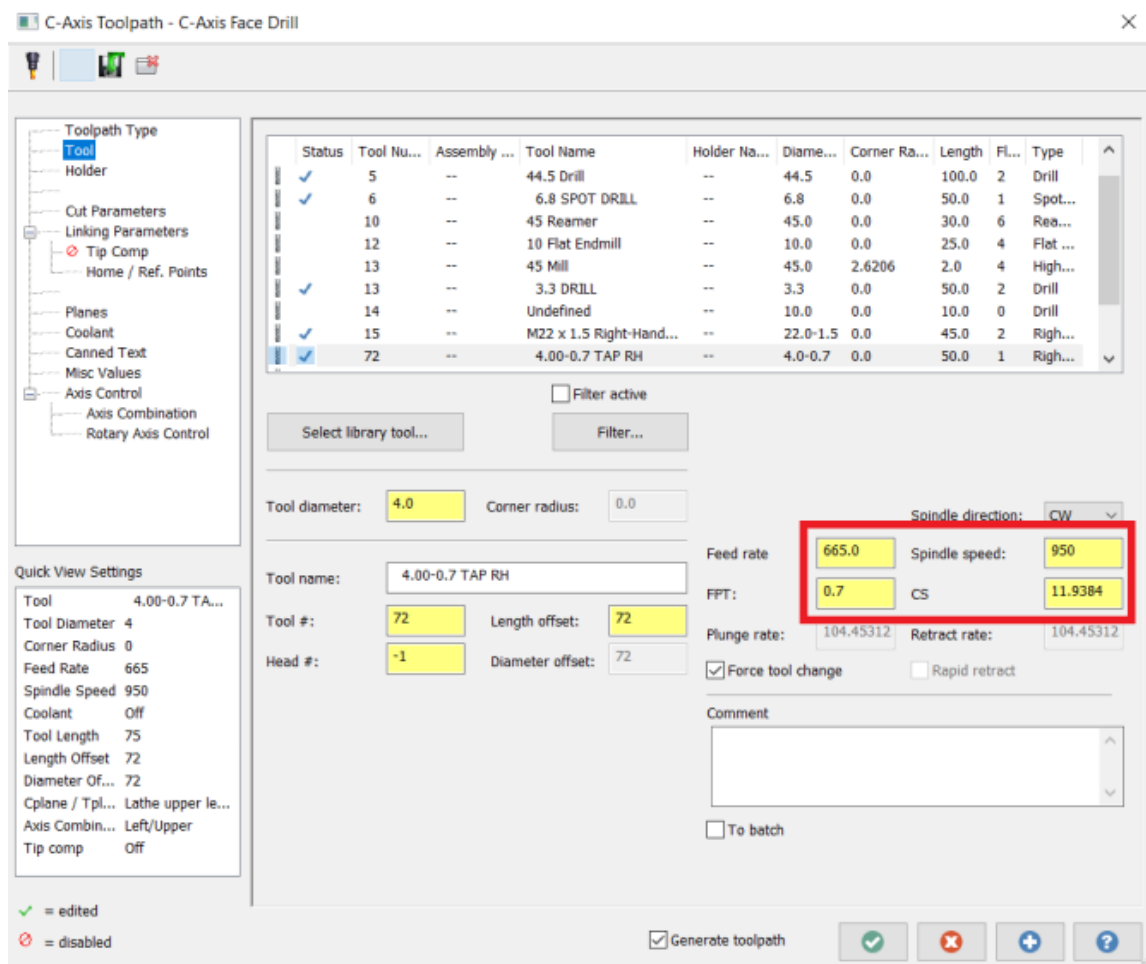 C-Axis Toolpath - C-Axis Face Drill
Toolpath Type
Tool
Holder
Cut Parameters
Linking Parameters
Tip Comp
Home / Ref. Points
Planes
Coolant
Canned Text
Misc Values
Axis Control
Axis Combination
Rotary Axis Control
Status Tool Nu... Assembly ... Tool Name Holder Na... Diame... Corner Ra... Length Fl... Type
5 -- 44.5 Drill -- 44.5 0.0 100.0 2 Drill
6 -- 6.8 SPOT DRILL -- 6.8 0.0 50.0 1 Spot...
10 -- 45 Reamer -- 45.0 0.0 30.0 6 Rea...
12 -- 10 Flat Endmill -- 10.0 0.0 25.0 4 Flat ...
13 -- 45 Mill -- 45.0 2.6206 2.0 4 High...
13 -- 3.3 DRILL -- 3.3 0.0 50.0 2 Drill
14 -- Undefined -- 10.0 0.0 10.0 0 Drill
15 -- M22 x 1.5 Right-Hand... -- 22.0-1.5 0.0 45.0 2 Righ...
72 -- 4.00-0.7 TAP RH -- 4.0-0.7 0.0 50.0 1 Righ...
Filter active
Select library tool... Filter...
Tool diameter: 4.0 Corner radius: 0.0
Spindle direction: CW
Feed rate 665.0 Spindle speed: 950
Tool name: 4.00-0.7 TAP RH
FPT: 0.7 CS 11.9384
Tool #: 72 Length offset: 72
Plunge rate: 104.45312 Retract rate: 104.45312
Head #: -1 Diameter offset: 72
Force tool change Rapid retract
Comment
To batch
Quick View Settings
Tool 4.00-0.7 TA...
Tool Diameter 4
Corner Radius 0
Feed Rate 665
Spindle Speed 950
Coolant Off
Tool Length 75
Length Offset 72
Diameter Of... 72
Cplane / Tpl... Lathe upper le...
Axis Combin... Left/Upper
Tip comp Off
= edited
= disabled
Generate toolpath